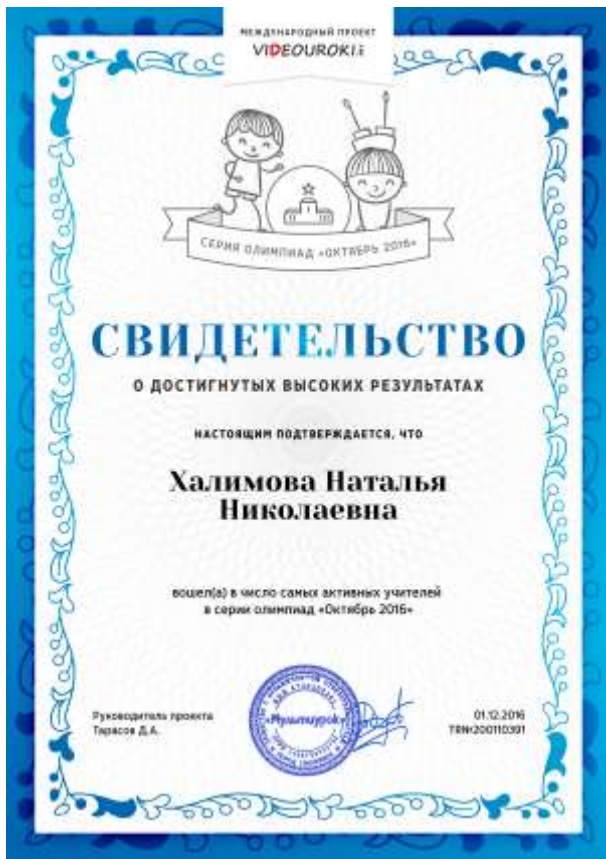 МЕЖДУНАРОДНЫЙ ПРОЕКТ
VIDEOUROKI
СЕРИЯ ОЛИМПИАД «ОКТЯБРЬ 2016»
СВИДЕТЕЛЬСТВО
О ДОСТИГНУТЫХ ВЫСОКИХ РЕЗУЛЬТАТАХ
НАСТОЯЩИМ ПОДТВЕРЖДАЕТСЯ, ЧТО
Халимова Наталья
Николаевна
вошел(а) в число самых активных учителей
в серии олимпиад «Октябрь 2016»
Руководитель проекта
Тарасов Д.А.
«Мультиурок»
01.12.2016
TRN№200110391